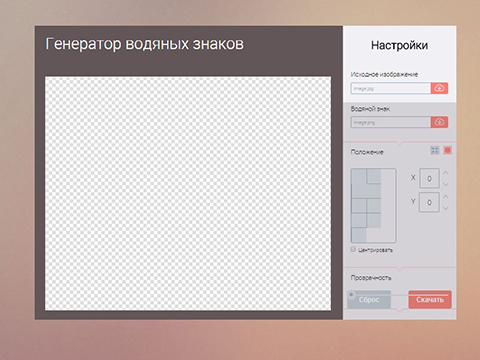 Генератор водяных знаков
Настройки
Исходное изображение
image.jpg
Водяной знак
image.png
Положение
X 0
Y 0
Центрировать
Прозрачность
Сброс
Скачать